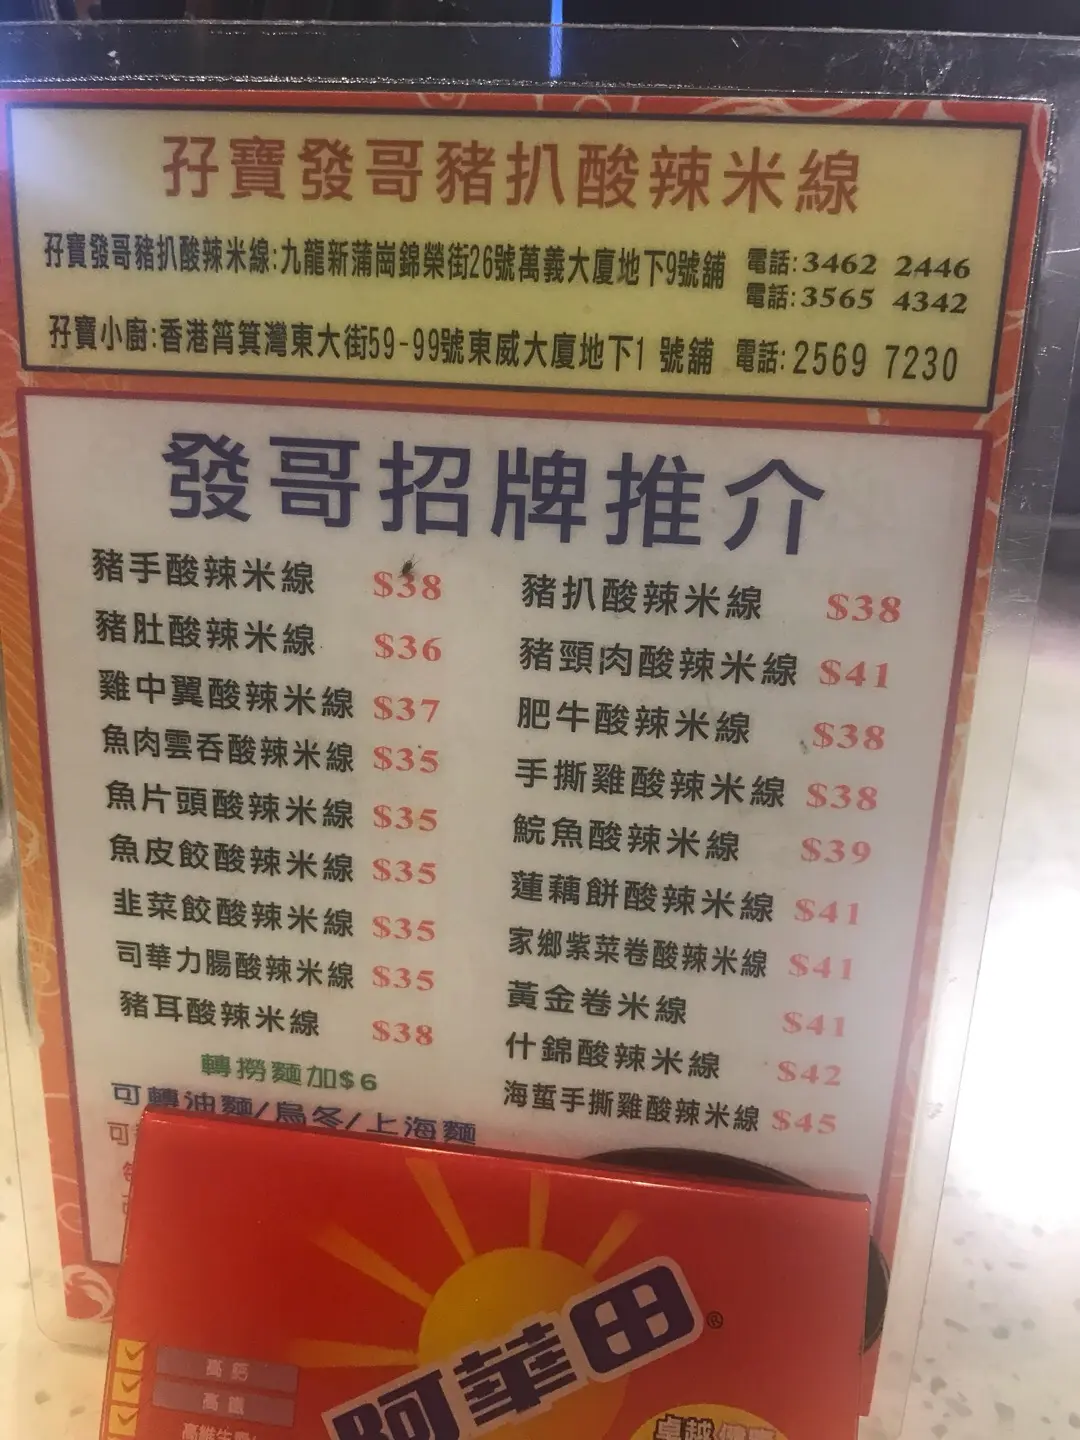 孖寶發哥豬扒酸辣米線
孖寶發哥豬扒酸辣米線:九龍新蒲崗錦榮街26號萬義大廈地下9號舖 電話:3462 2446
電話:3565 4342
孖寶小廚:香港筲箕灣東大街59-99號東威大廈地下1 號舖 電話:2569 7230
發哥招牌推介
豬手酸辣米線 $38
豬肚酸辣米線 $36
雞中翼酸辣米線 $37
魚肉雲吞酸辣米線 $35
魚片頭酸辣米線 $35
魚皮餃酸辣米線 $35
韭菜餃酸辣米線 $35
司華力腸酸辣米線 $35
豬耳酸辣米線 $38
轉撈麵加$6
可轉油麵/烏冬/上海麵
可
豬扒酸辣米線 $38
豬頸肉酸辣米線 $41
肥牛酸辣米線 $38
手撕雞酸辣米線 $38
鯇魚酸辣米線 $39
蓮藕餅酸辣米線 $41
家鄉紫菜卷酸辣米線 $41
黃金卷米線 $41
什錦酸辣米線 $42
海蜇手撕雞酸辣米線 $45
阿華田®
高鈣
高鐵
卓越